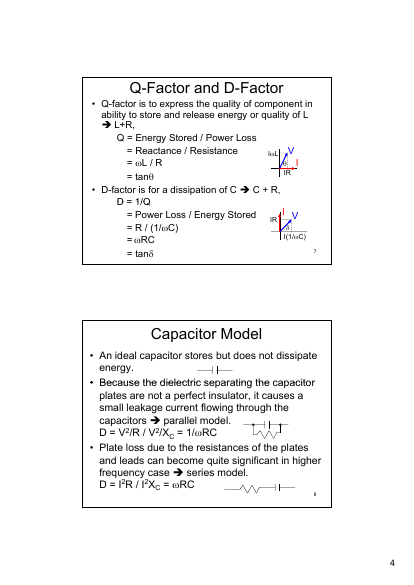 Q-Factor and D-Factor
• Q-factor is to express the quality of component in
ability to store and release energy or quality of L
➔ L+R,
Q = Energy Stored / Power Loss
= Reactance / Resistance
= ωL / R
= tanθ
IωL
V
θ
I
IR
• D-factor is for a dissipation of C ➔ C + R,
D = 1/Q
= Power Loss / Energy Stored
= R / (1/ωC)
= ωRC
= tanδ
I
IR
V
δ
I(1/ωC)
7
Capacitor Model
• An ideal capacitor stores but does not dissipate
energy.
• Because the dielectric separating the capacitor
plates are not a perfect insulator, it causes a
small leakage current flowing through the
capacitors ➔ parallel model.
D = V²/R / V²/X_C = 1/ωRC
• Plate loss due to the resistances of the plates
and leads can become quite significant in higher
frequency case ➔ series model.
D = I²R / I²X_C = ωRC
8
4